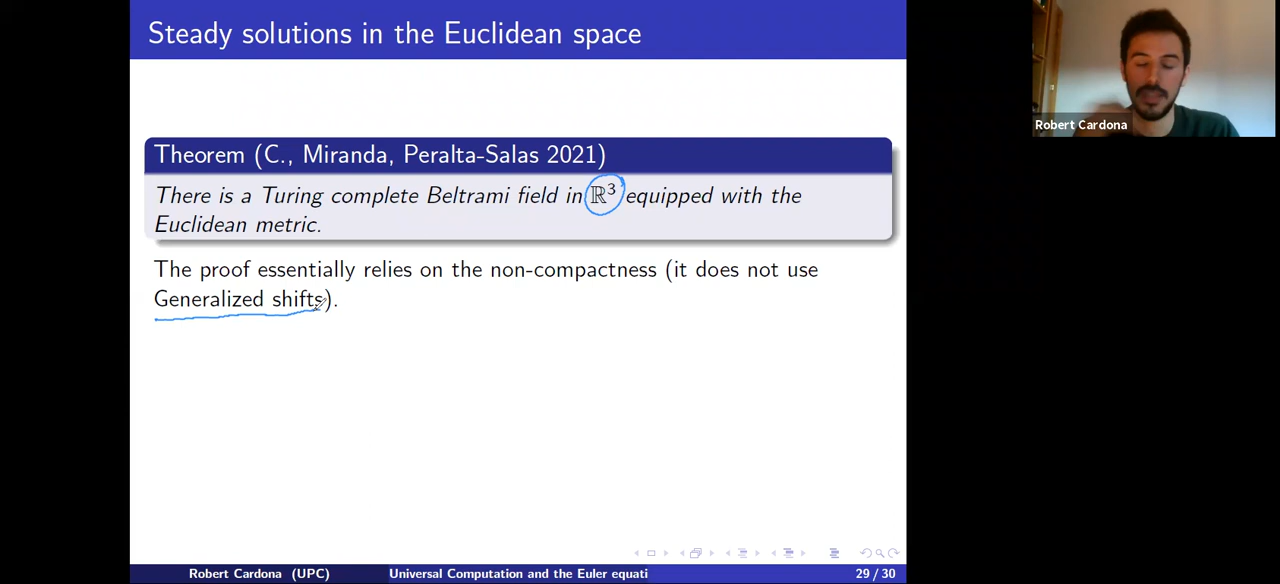 Steady solutions in the Euclidean space
Robert Cardona
Theorem (C., Miranda, Peralta-Salas 2021)
There is a Turing complete Beltrami field in ℝ³ equipped with the
Euclidean metric.
The proof essentially relies on the non-compactness (it does not use
Generalized shifts).
Robert Cardona (UPC) Universal Computation and the Euler equati 29 / 30